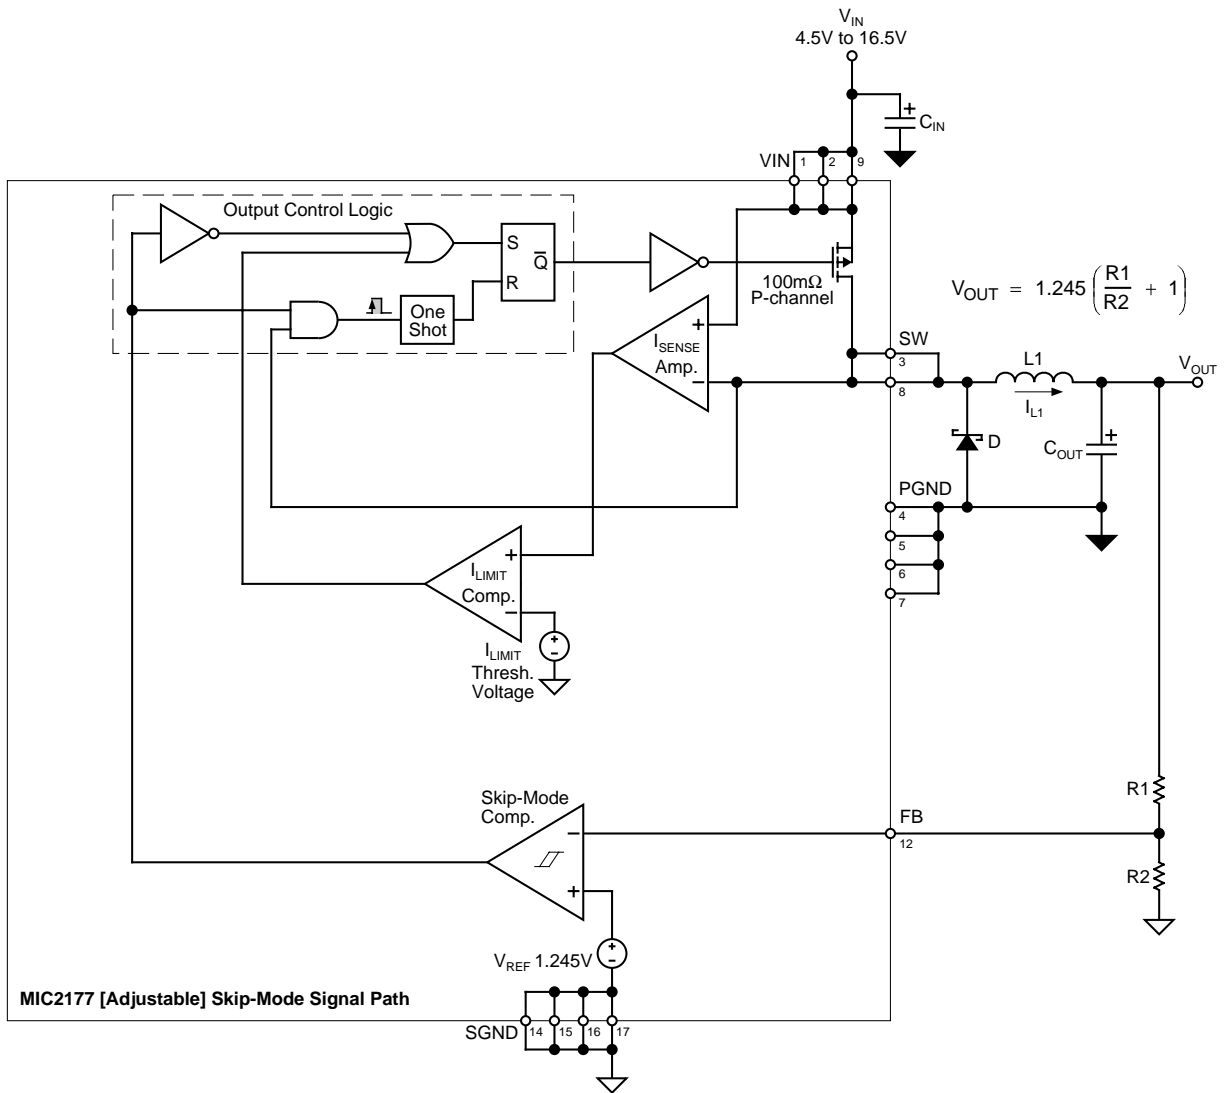 V_IN
4.5V to 16.5V
C_IN
VIN
1
2
9
Output Control Logic
S
R
Q̅
One
Shot
100mΩ
P-channel
V_OUT = 1.245 (R1/R2 + 1)
I_SENSE
Amp.
SW
3
8
L1
I_L1
V_OUT
D
C_OUT
PGND
4
5
6
7
I_LIMIT
Comp.
I_LIMIT
Thresh.
Voltage
Skip-Mode
Comp.
FB
12
R1
R2
V_REF 1.245V
MIC2177 [Adjustable] Skip-Mode Signal Path
SGND
14
15
16
17